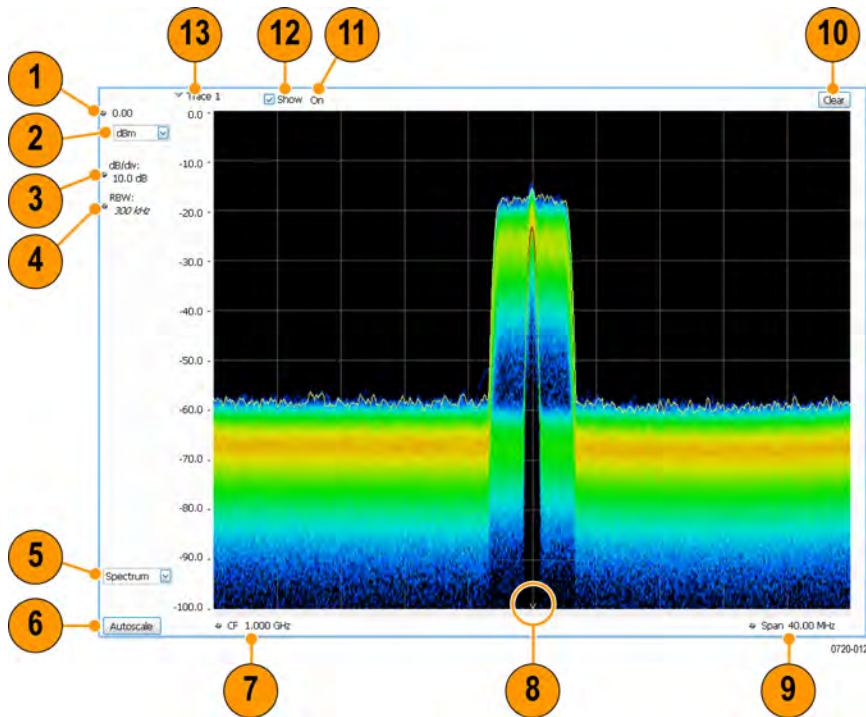 13
12
11
10
1
Trace 1
Show
On
Clear
0.00
2
dBm
0.0
-10.0
dB/div:
10.0 dB
3
RBW:
300 kHz
4
-20.0
-30.0
-40.0
-50.0
-60.0
-70.0
-80.0
-90.0
-100.0
5
Spectrum
6
Autoscale
CF 1.000 GHz
Span 40.00 MHz
0720-012
7
8
9